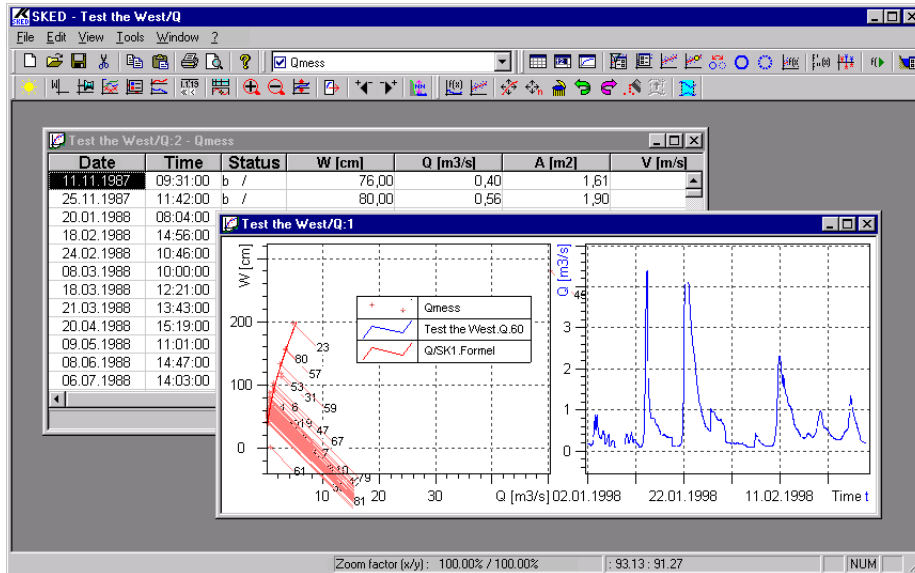 SKED - Test the West/Q
File Edit View Tools Window ?
Qmess
Test the West/Q:2 - Qmess
Date Time Status W [cm] Q [m3/s] A [m2] V [m/s]
11.11.1987 09:31:00 b / 76,00 0,40 1,61
25.11.1987 11:42:00 b / 80,00 0,56 1,90
20.01.1988 08:04:00
18.02.1988 14:56:00
24.02.1988 10:46:00
08.03.1988 10:00:00
18.03.1988 12:21:00
21.03.1988 13:43:00
20.04.1988 15:19:00
09.05.1988 11:01:00
08.06.1988 14:47:00
06.07.1988 14:03:00
Test the West/Q:1
W [cm]
200
100
0
10 20 30 Q [m3/s]
Qmess
Test the West.Q.60
Q/SK1.Formel
23
80
57
53
31
59
47
67
61
81
Q [m3/s]
3
2
1
0
02.01.1998 22.01.1998 11.02.1998 Time t
Zoom factor (x/y) : 100.00% / 100.00% : 93.13 : 91.27 NUM